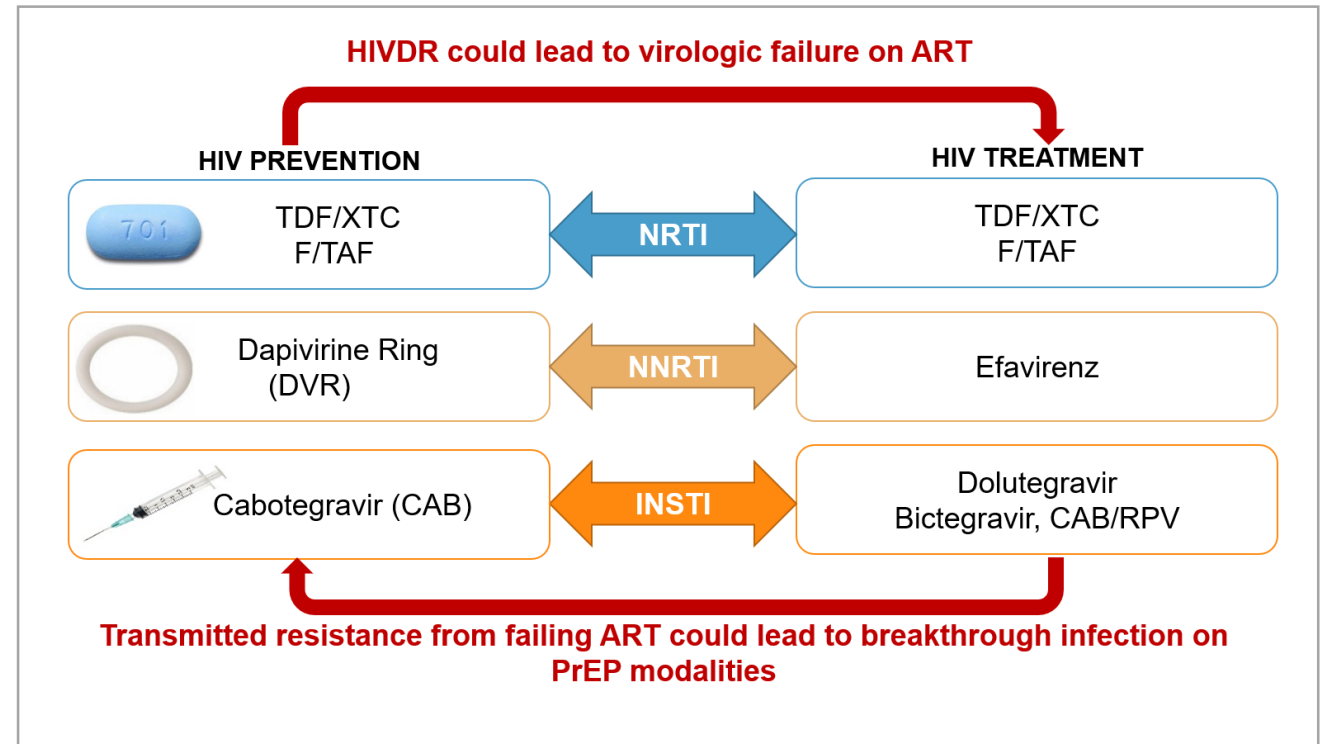 HIVDR could lead to virologic failure on ART
HIV PREVENTION
HIV TREATMENT
701
TDF/XTC
F/TAF
NRTI
TDF/XTC
F/TAF
Dapivirine Ring
(DVR)
NNRTI
Efavirenz
Cabotegravir (CAB)
INSTI
Dolutegravir
Bictegravir, CAB/RPV
Transmitted resistance from failing ART could lead to breakthrough infection on
PrEP modalities